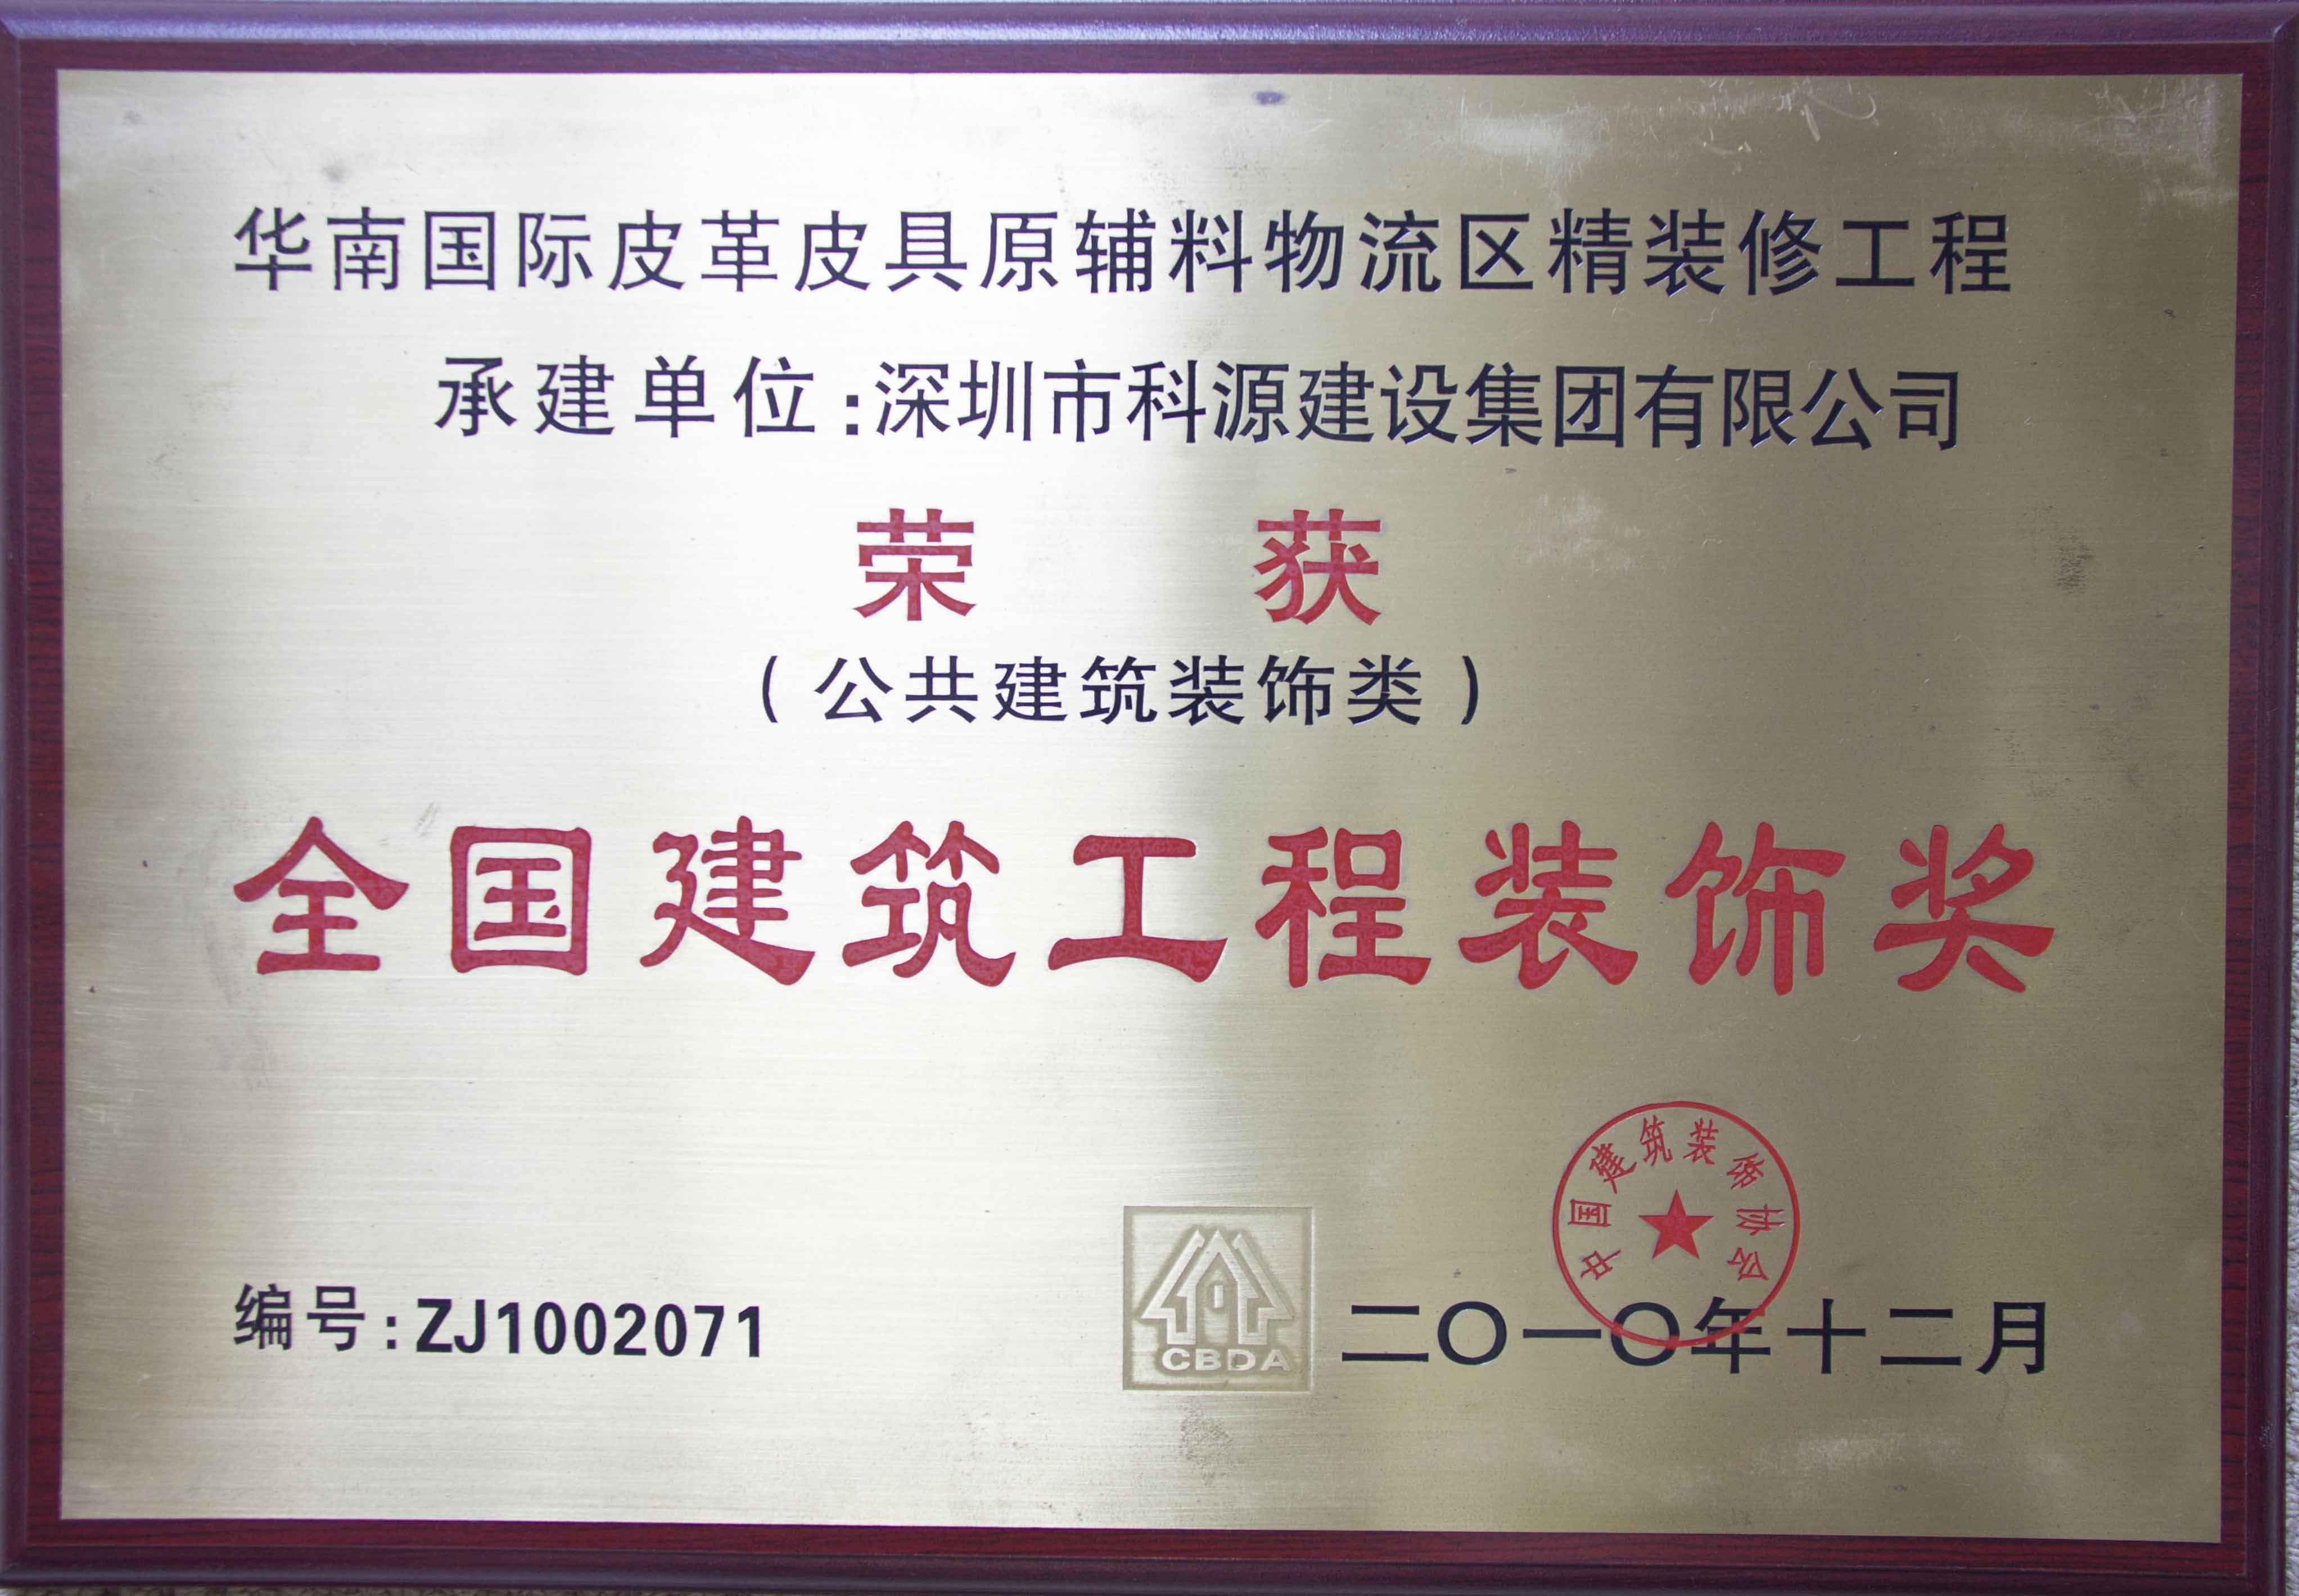 华南国际皮革皮具原辅料物流区精装修工程
承建单位:深圳市科源建设集团有限公司
荣 获
(公共建筑装饰类)
全国建筑工程装饰奖
中国建筑装饰协会
编号:ZJ1002071
CBDA
二〇一〇年十二月